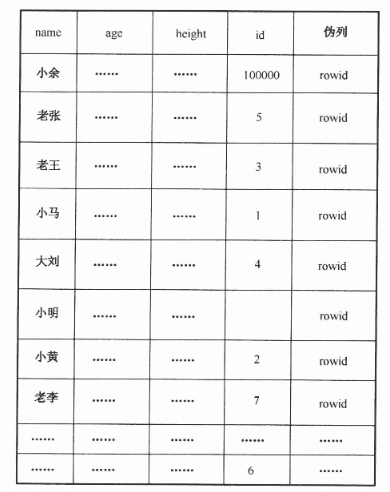 name age height id 伪列
小余 …… …… 100000 rowid
老张 …… …… 5 rowid
老王 …… …… 3 rowid
小马 …… …… 1 rowid
大刘 …… …… 4 rowid
小明 …… …… rowid
小黄 …… …… 2 rowid
老李 …… …… 7 rowid
…… …… …… …… ……
…… …… …… 6 ……